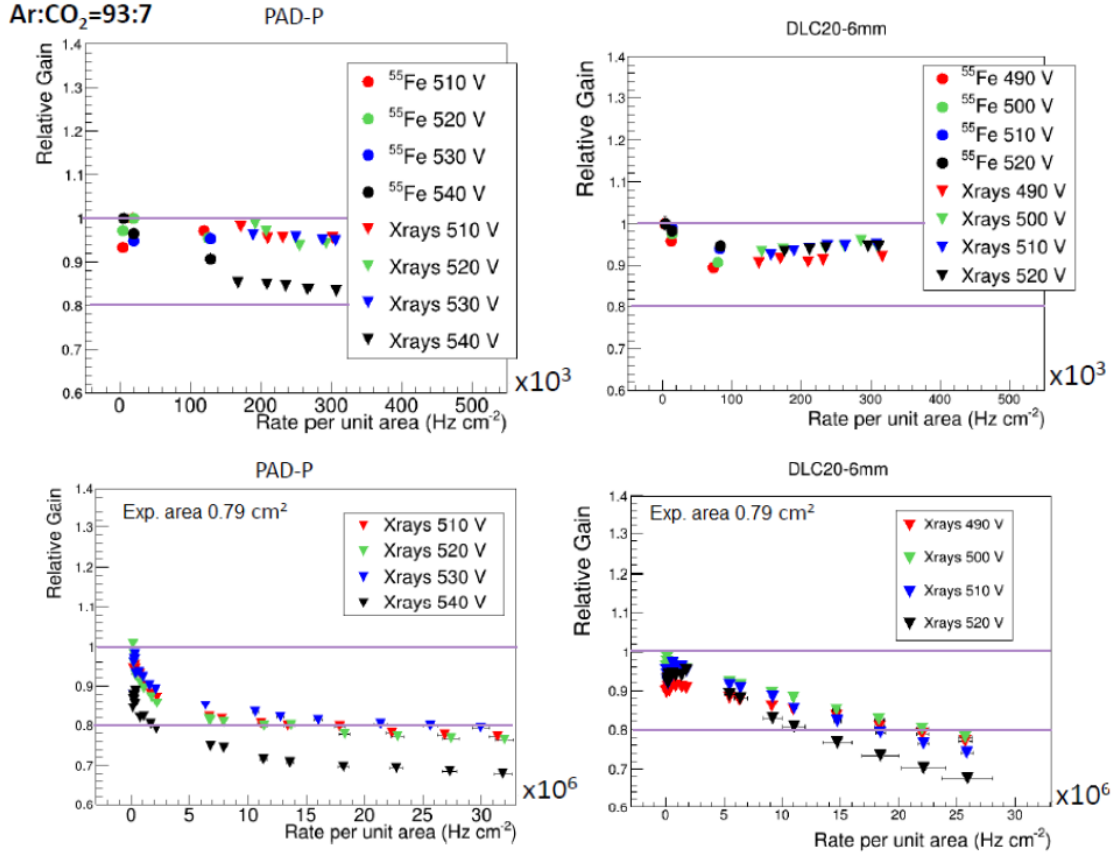 Ar:CO₂=93:7
PAD-P
Relative Gain
1.4
1.3
1.2
1.1
1
0.9
0.8
0.7
0.6
⁵⁵Fe 510 V
⁵⁵Fe 520 V
⁵⁵Fe 530 V
⁵⁵Fe 540 V
Xrays 510 V
Xrays 520 V
Xrays 530 V
Xrays 540 V
0 100 200 300 400 500
x10³
Rate per unit area (Hz cm⁻²)
DLC20-6mm
Relative Gain
1.4
1.3
1.2
1.1
1
0.9
0.8
0.7
0.6
⁵⁵Fe 490 V
⁵⁵Fe 500 V
⁵⁵Fe 510 V
⁵⁵Fe 520 V
Xrays 490 V
Xrays 500 V
Xrays 510 V
Xrays 520 V
0 100 200 300 400 500
x10³
Rate per unit area (Hz cm⁻²)
PAD-P
Relative Gain
Exp. area 0.79 cm²
1.4
1.3
1.2
1.1
1
0.9
0.8
0.7
0.6
Xrays 510 V
Xrays 520 V
Xrays 530 V
Xrays 540 V
0 5 10 15 20 25 30
x10⁶
Rate per unit area (Hz cm⁻²)
DLC20-6mm
Relative Gain
Exp. area 0.79 cm²
1.4
1.3
1.2
1.1
1
0.9
0.8
0.7
0.6
Xrays 490 V
Xrays 500 V
Xrays 510 V
Xrays 520 V
0 5 10 15 20 25 30
x10⁶
Rate per unit area (Hz cm⁻²)